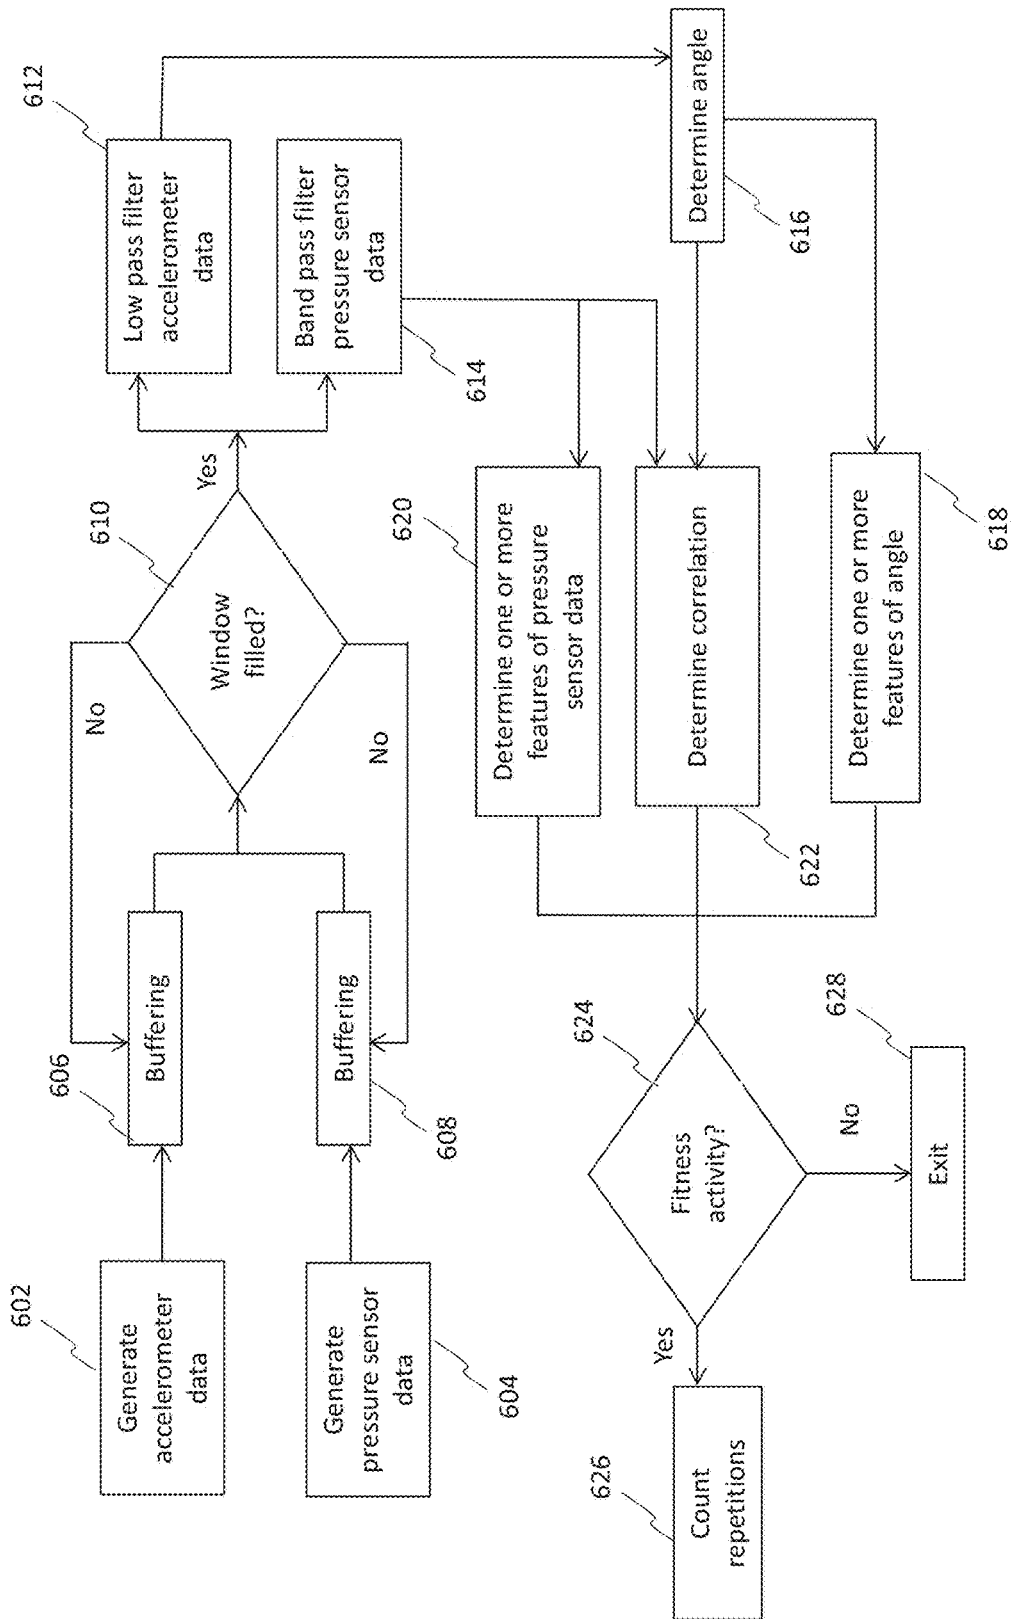 602
Generate
accelerometer
data
604
Generate
pressure sensor
data
606
Buffering
608
Buffering
610
Window
filled?
No
No
Yes
612
Low pass filter
accelerometer
data
614
Band pass filter
pressure sensor
data
616
Determine angle
618
Determine one or more
features of angle
620
Determine one or more
features of pressure
sensor data
622
Determine correlation
624
Fitness
activity?
Yes
No
626
Count
repetitions
628
Exit